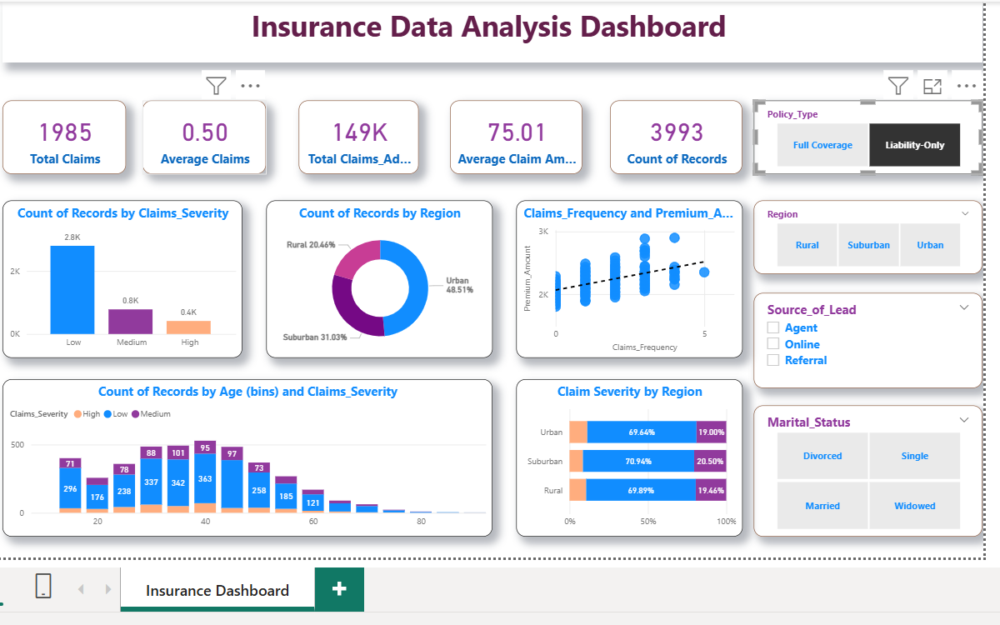 Insurance Data Analysis Dashboard
1985
Total Claims
0.50
Average Claims
149K
Total Claims_Ad...
75.01
Average Claim Am...
3993
Count of Records
Policy_Type
Full Coverage
Liability-Only
Count of Records by Claims_Severity
2.8K
0.8K
0.4K
2K
0K
Low
Medium
High
Count of Records by Region
Rural 20.46%
Urban
48.51%
Suburban 31.03%
Claims_Frequency and Premium_A...
Premium_Amount
3K
2K
0
5
Claims_Frequency
Region
Rural
Suburban
Urban
Source_of_Lead
Agent
Online
Referral
Count of Records by Age (bins) and Claims_Severity
Claims_Severity High Low Medium
500
0
71
296
176
78
238
88
337
101
342
95
363
97
73
258
185
121
20
40
60
80
Claim Severity by Region
Urban 69.64% 19.00%
Suburban 70.94% 20.50%
Rural 69.89% 19.46%
0% 50% 100%
Marital_Status
Divorced
Single
Married
Widowed
Insurance Dashboard
+